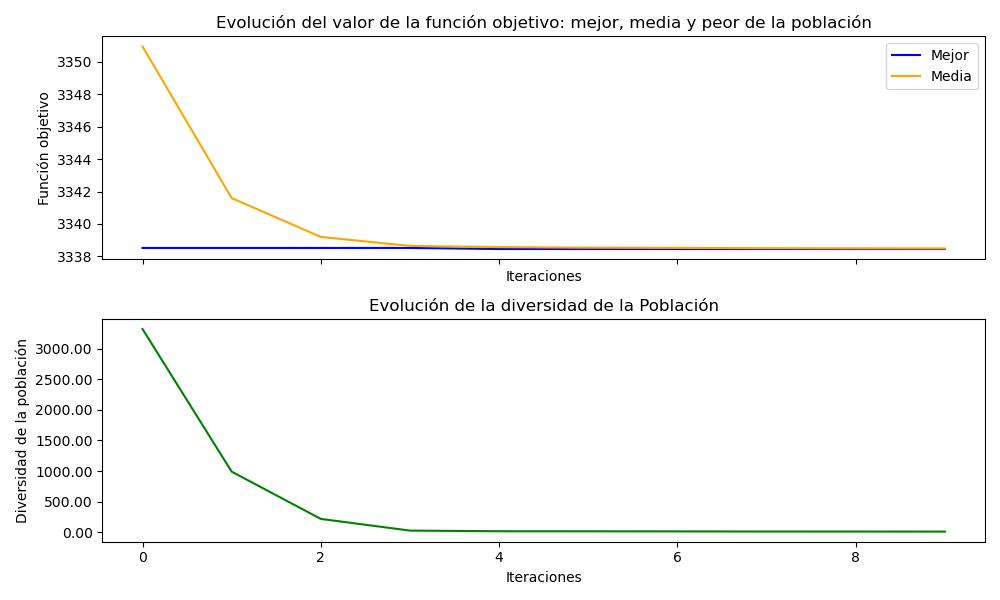 Evolución del valor de la función objetivo: mejor, media y peor de la población
Función objetivo
3350
3348
3346
3344
3342
3340
3338
Mejor
Media
Iteraciones
Evolución de la diversidad de la Población
Diversidad de la población
3000.00
2500.00
2000.00
1500.00
1000.00
500.00
0.00
0 2 4 6 8
Iteraciones